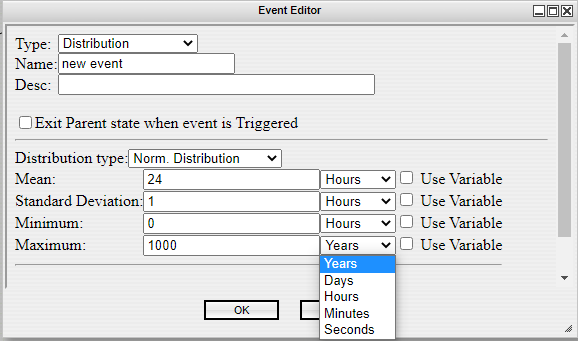 Event Editor
Type: Distribution
Name: new event
Desc:
Exit Parent state when event is Triggered
Distribution type: Norm. Distribution
Mean: 24 Hours Use Variable
Standard Deviation: 1 Hours Use Variable
Minimum: 0 Hours Use Variable
Maximum: 1000 Years Use Variable
Years
Days
Hours
Minutes
Seconds
OK